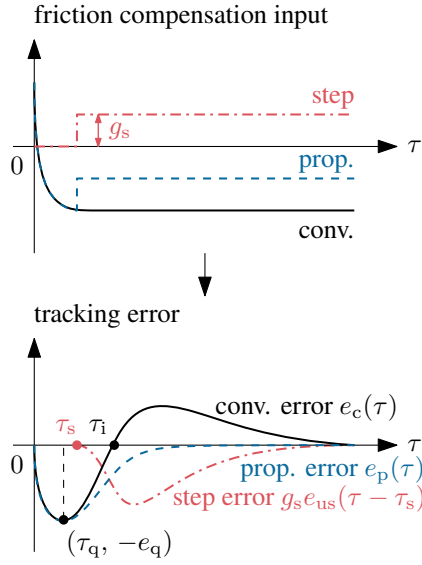 friction compensation input
step
g_s
0
τ
prop.
conv.
tracking error
conv. error e_c(τ)
τ_s
τ_i
τ
0
prop. error e_p(τ)
step error g_s e_us(τ − τ_s)
(τ_q, −e_q)